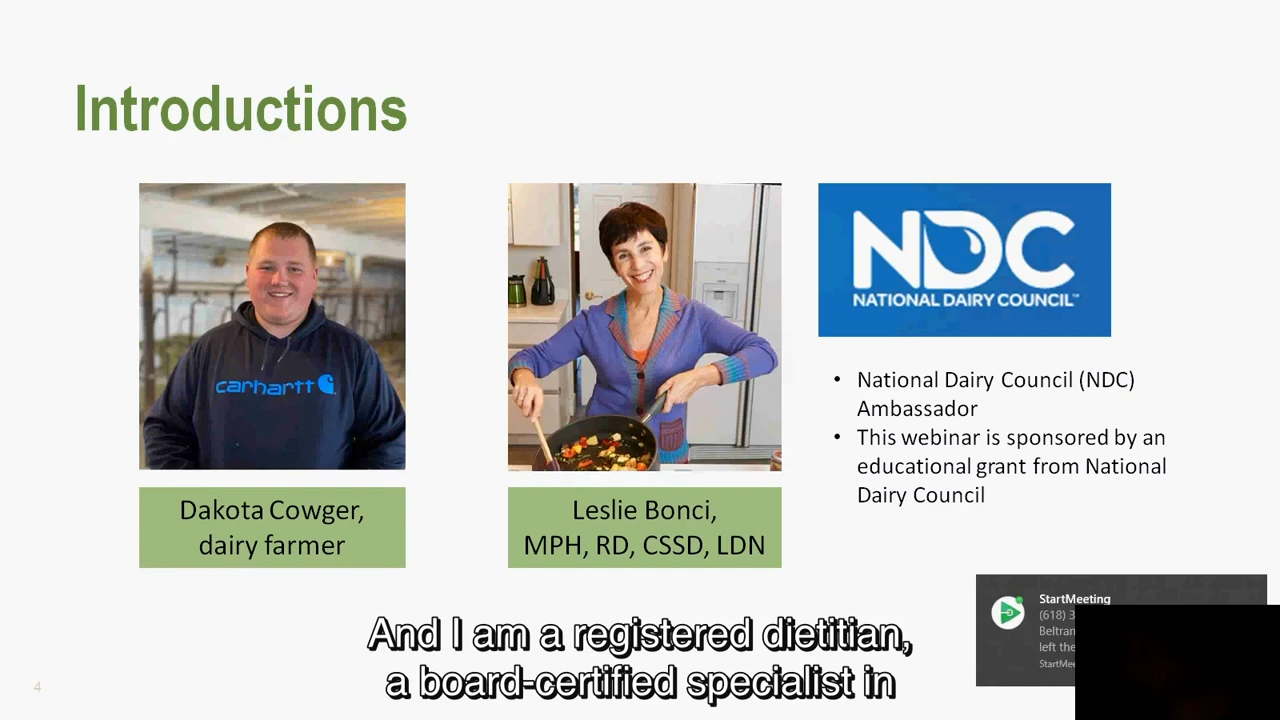 Introductions
carhartt
NDC
NATIONAL DAIRY COUNCIL™
• National Dairy Council (NDC)
Ambassador
• This webinar is sponsored by an
educational grant from National
Dairy Council
Dakota Cowger,
dairy farmer
Leslie Bonci,
MPH, RD, CSSD, LDN
StartMeeting
(618) 3
left the
And I am a registered dietitian,
a board-certified specialist in
4